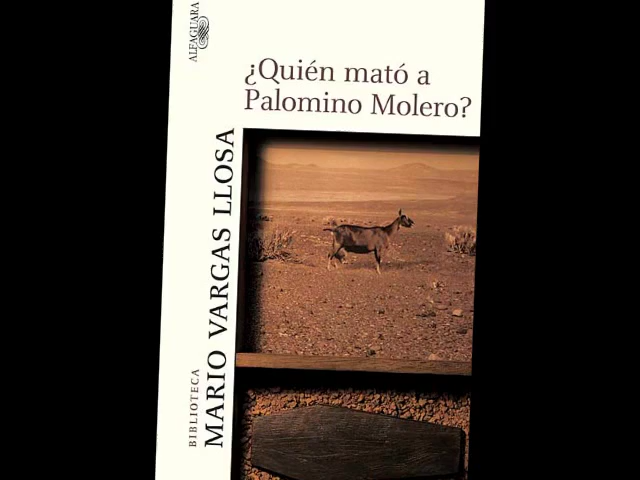 ALFAGUARA
¿Quién mató a
Palomino Molero?
BIBLIOTECA
MARIO VARGAS LLOSA